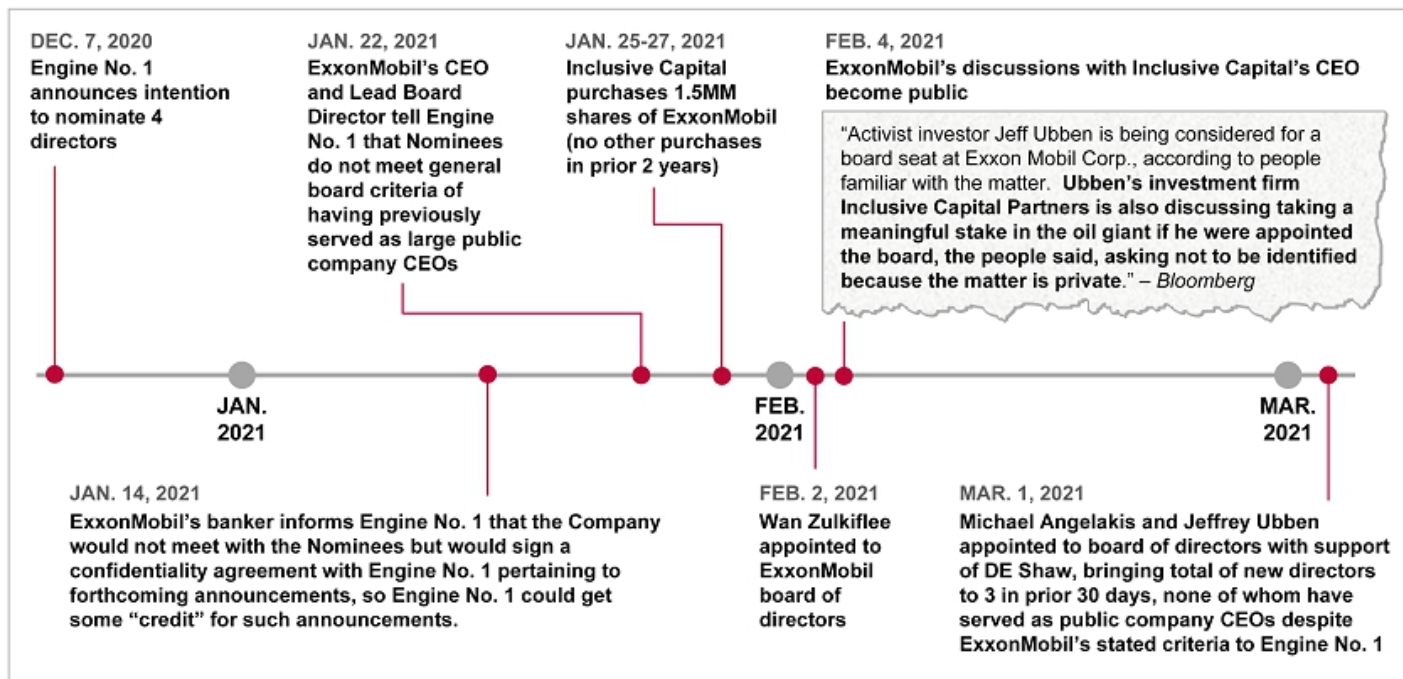 DEC. 7, 2020
Engine No. 1
announces intention
to nominate 4
directors
JAN. 22, 2021
ExxonMobil's CEO
and Lead Board
Director tell Engine
No. 1 that Nominees
do not meet general
board criteria of
having previously
served as large public
company CEOs
JAN. 25-27, 2021
Inclusive Capital
purchases 1.5MM
shares of ExxonMobil
(no other purchases
in prior 2 years)
FEB. 4, 2021
ExxonMobil's discussions with Inclusive Capital's CEO
become public
“Activist investor Jeff Ubben is being considered for a
board seat at Exxon Mobil Corp., according to people
familiar with the matter.  Ubben's investment firm
Inclusive Capital Partners is also discussing taking a
meaningful stake in the oil giant if he were appointed
the board, the people said, asking not to be identified
because the matter is private.” – Bloomberg
JAN.
2021
FEB.
2021
MAR.
2021
JAN. 14, 2021
ExxonMobil's banker informs Engine No. 1 that the Company
would not meet with the Nominees but would sign a
confidentiality agreement with Engine No. 1 pertaining to
forthcoming announcements, so Engine No. 1 could get
some “credit” for such announcements.
FEB. 2, 2021
Wan Zulkiflee
appointed to
ExxonMobil
board of
directors
MAR. 1, 2021
Michael Angelakis and Jeffrey Ubben
appointed to board of directors with support
of DE Shaw, bringing total of new directors
to 3 in prior 30 days, none of whom have
served as public company CEOs despite
ExxonMobil's stated criteria to Engine No. 1